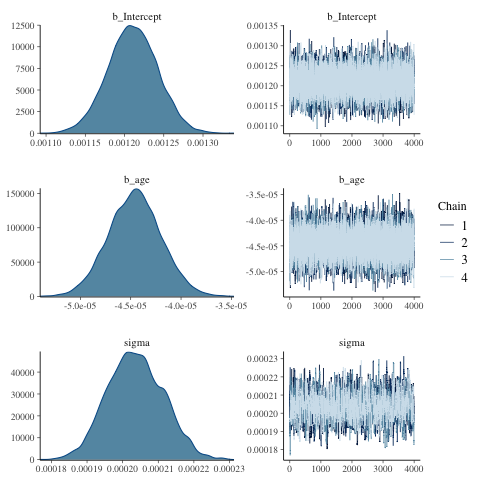 b_Intercept
12500
10000
7500
5000
2500
0
0.00110 0.00115 0.00120 0.00125 0.00130
b_Intercept
0.00135
0.00130
0.00125
0.00120
0.00115
0.00110
0 1000 2000 3000 4000
b_age
150000
100000
50000
0
-5.0e-05 -4.5e-05 -4.0e-05 -3.5e-05
b_age
-3.5e-05
-4.0e-05
-4.5e-05
-5.0e-05
0 1000 2000 3000 4000
Chain
1
2
3
4
sigma
40000
30000
20000
10000
0
0.00018 0.00019 0.00020 0.00021 0.00022 0.00023
sigma
0.00023
0.00022
0.00021
0.00020
0.00019
0.00018
0 1000 2000 3000 4000